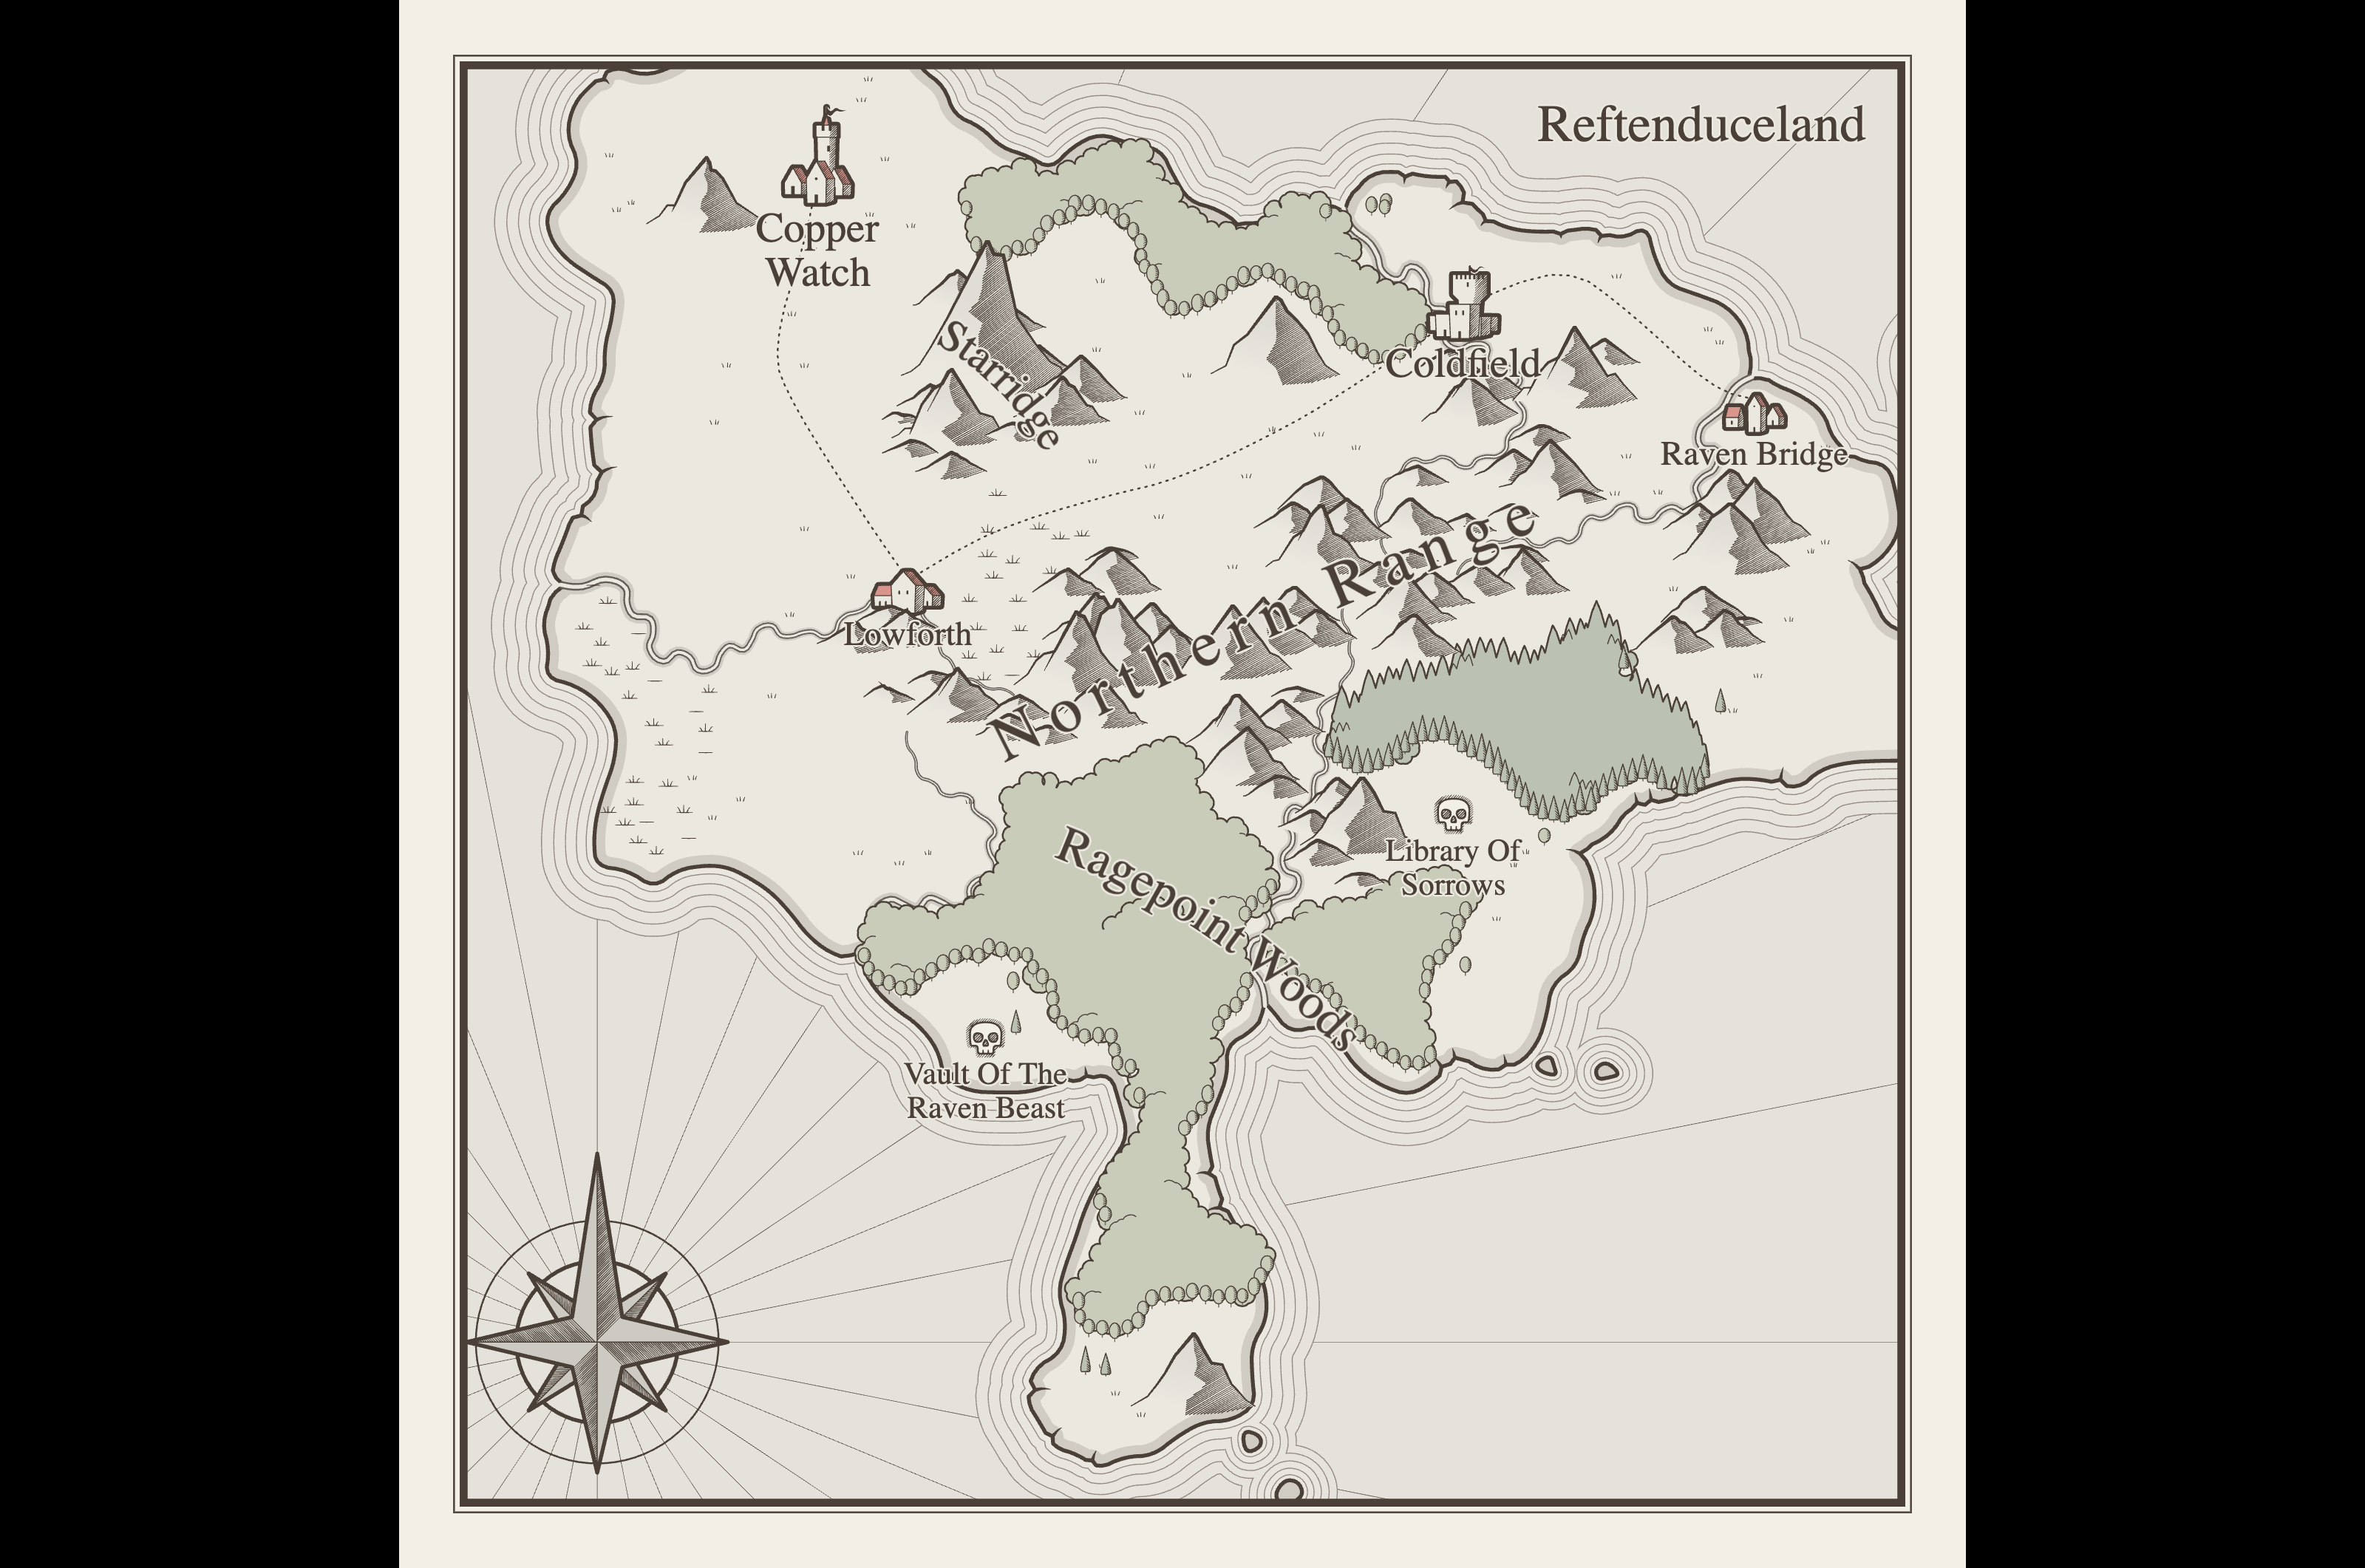 Reftenduceland
Copper
Watch
Starridge
Coldfield
Raven Bridge
Northern Range
Lowforth
Library Of
Sorrows
Ragepoint Woods
Vault Of The
Raven Beast